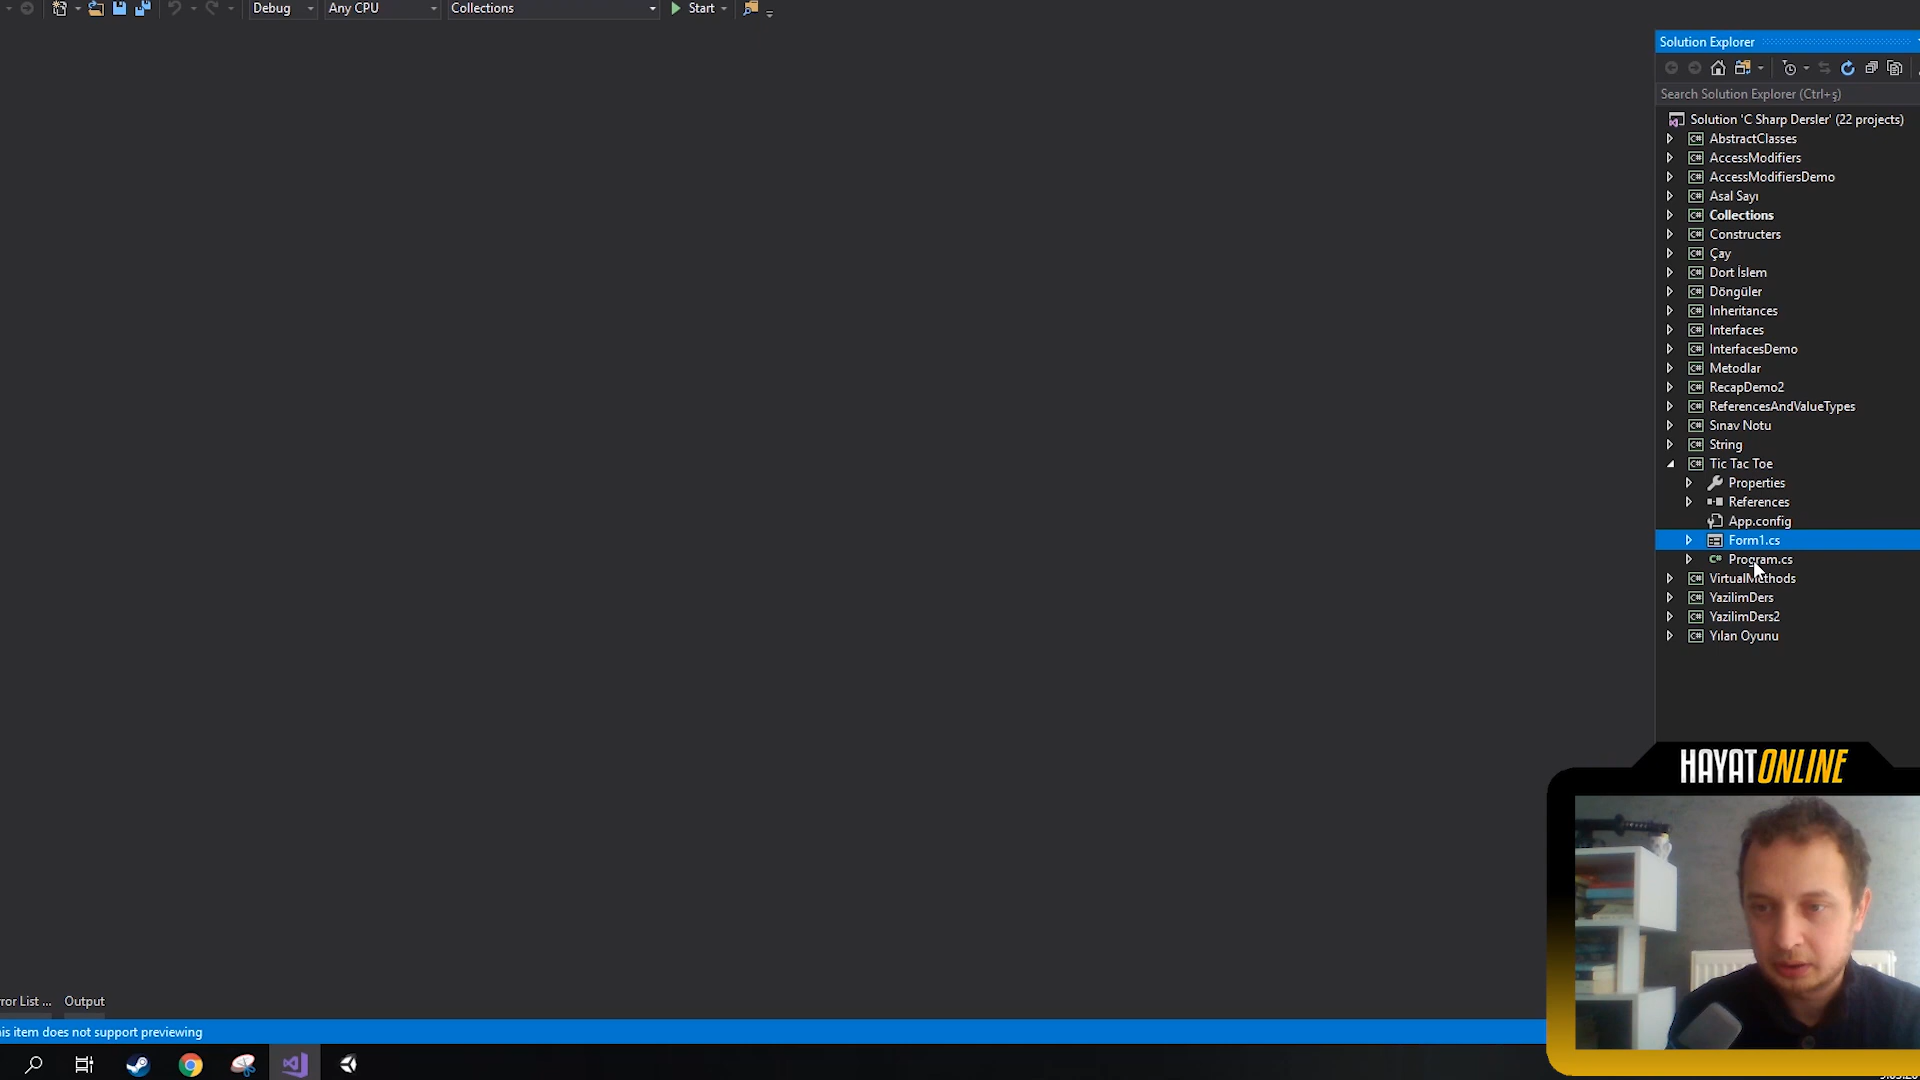 Debug
Any CPU
Collections
Start
Solution Explorer
Search Solution Explorer (Ctrl+ş)
Solution 'C Sharp Dersler' (22 projects)
AbstractClasses
AccessModifiers
AccessModifiersDemo
Asal Sayı
Collections
Constructers
Çay
Dort İslem
Döngüler
Inheritances
Interfaces
InterfacesDemo
Metodlar
RecapDemo2
ReferencesAndValueTypes
Sınav Notu
String
Tic Tac Toe
Properties
References
App.config
Form1.cs
Program.cs
VirtualMethods
YazilimDers
YazilimDers2
Yılan Oyunu
HAYATONLINE
ror List ...
Output
is item does not support previewing